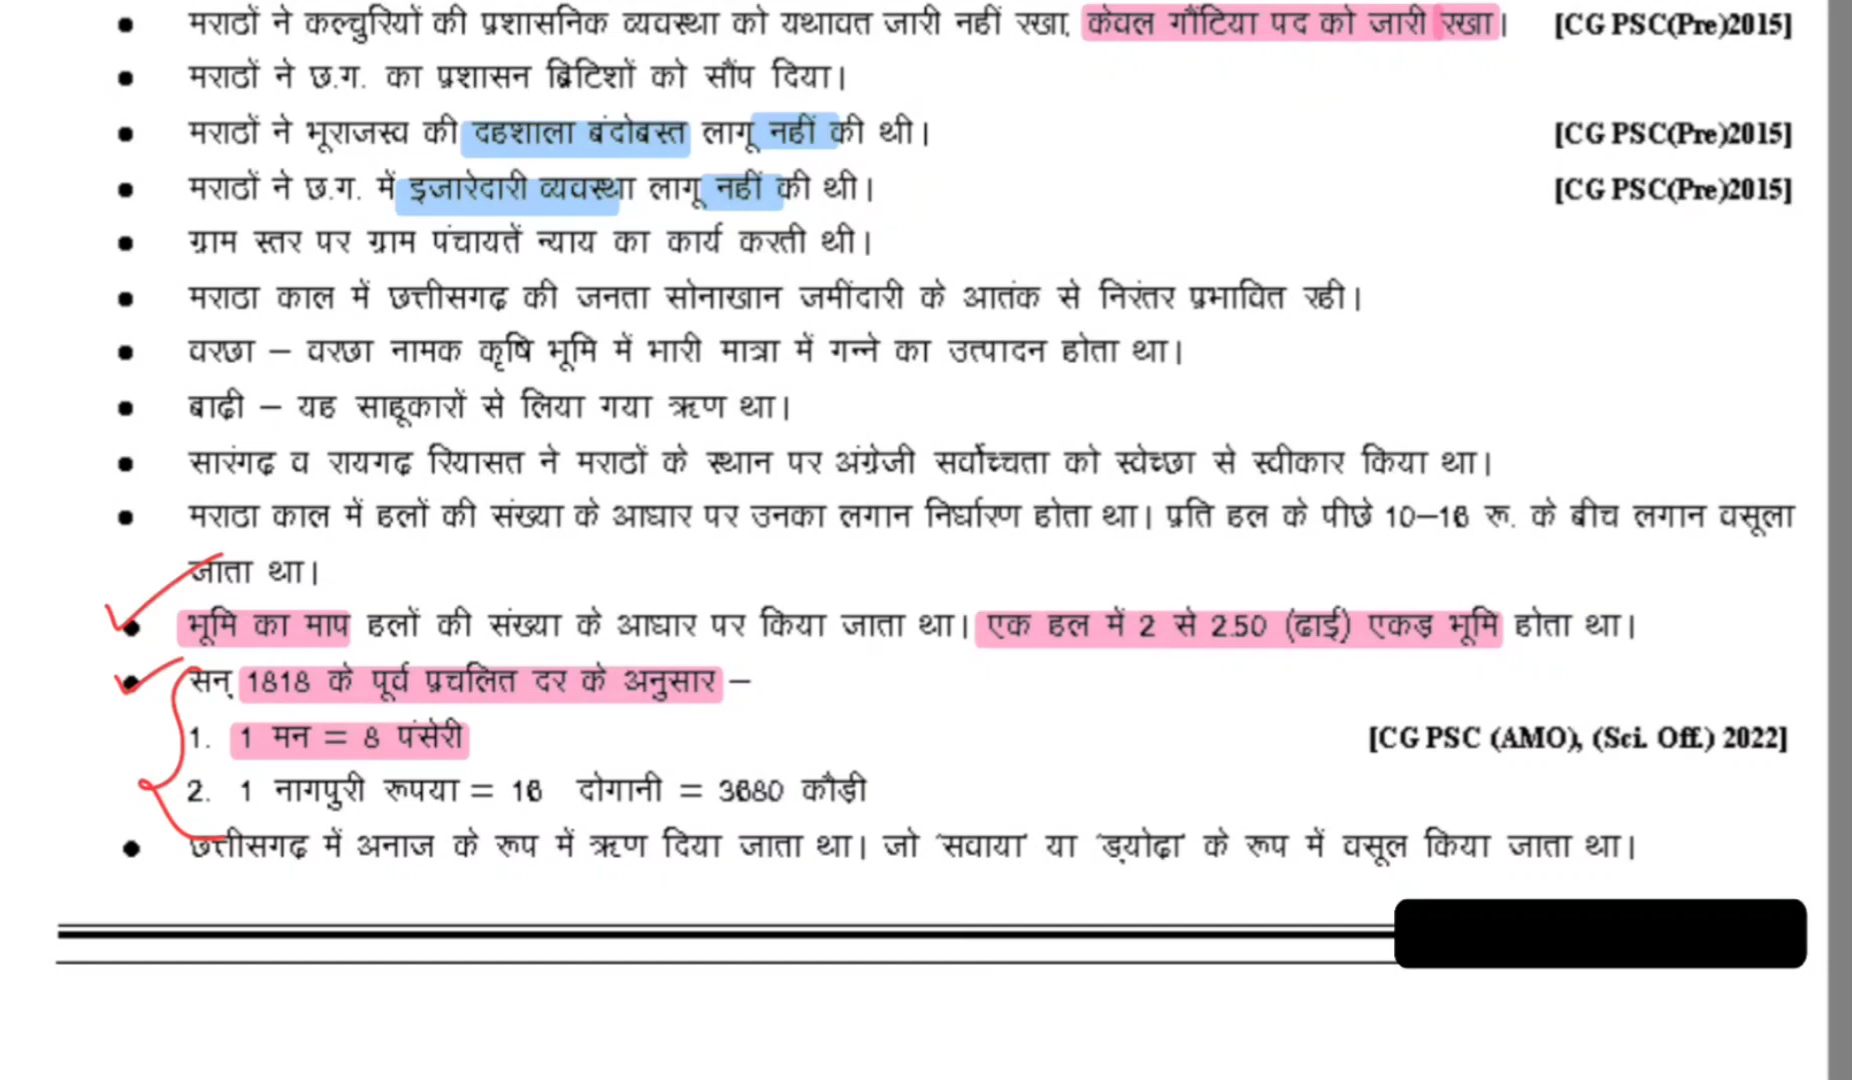 ● मराठों ने कल्चुरियों की प्रशासनिक व्यवस्था को यथावत जारी नहीं रखा, केवल गौंटिया पद को जारी रखा। [CG PSC(Pre)2015]
● मराठों ने छ.ग. का प्रशासन ब्रिटिशों को सौंप दिया।
● मराठों ने भूराजस्व की दहशाला बंदोबस्त लागू नहीं की थी। [CG PSC(Pre)2015]
● मराठों ने छ.ग. में इजारेदारी व्यवस्था लागू नहीं की थी। [CG PSC(Pre)2015]
● ग्राम स्तर पर ग्राम पंचायतें न्याय का कार्य करती थी।
● मराठा काल में छत्तीसगढ़ की जनता सोनाखान जमींदारी के आतंक से निरंतर प्रभावित रही।
● वरछा – वरछा नामक कृषि भूमि में भारी मात्रा में गन्ने का उत्पादन होता था।
● बाढ़ी – यह साहूकारों से लिया गया ऋण था।
● सारंगढ़ व रायगढ़ रियासत ने मराठों के स्थान पर अंग्रेजी सर्वोच्चता को स्वेच्छा से स्वीकार किया था।
● मराठा काल में हलों की संख्या के आधार पर उनका लगान निर्धारण होता था। प्रति हल के पीछे 10–16 रू. के बीच लगान वसूला
जाता था।
● भूमि का माप हलों की संख्या के आधार पर किया जाता था। एक हल में 2 से 2.50 (ढाई) एकड़ भूमि होता था।
● सन् 1818 के पूर्व प्रचलित दर के अनुसार –
1. 1 मन = 8 पंसेरी [CG PSC (AMO), (Sci. Off.) 2022]
2. 1 नागपुरी रूपया = 16 दोगानी = 3680 कौड़ी
● छत्तीसगढ़ में अनाज के रूप में ऋण दिया जाता था। जो 'सवाया' या 'ड्योढ़ा' के रूप में वसूल किया जाता था।